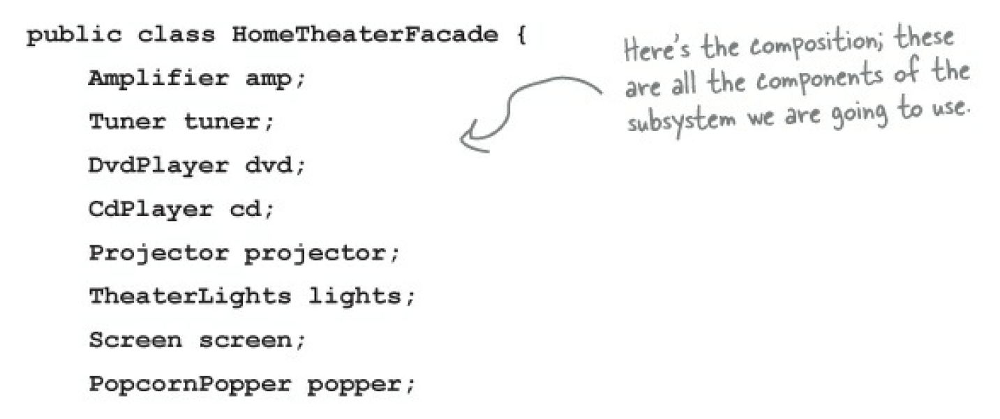 public class HomeTheaterFacade {
Amplifier amp;
Tuner tuner;
DvdPlayer dvd;
CdPlayer cd;
Projector projector;
TheaterLights lights;
Screen screen;
PopcornPopper popper;
Here's the composition; these
are all the components of the
subsystem we are going to use.